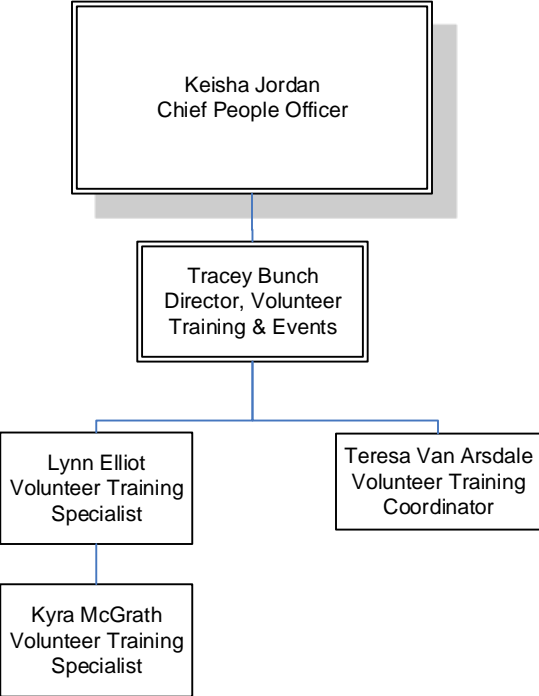 Keisha Jordan
Chief People Officer
Tracey Bunch
Director, Volunteer
Training & Events
Lynn Elliot
Volunteer Training
Specialist
Teresa Van Arsdale
Volunteer Training
Coordinator
Kyra McGrath
Volunteer Training
Specialist